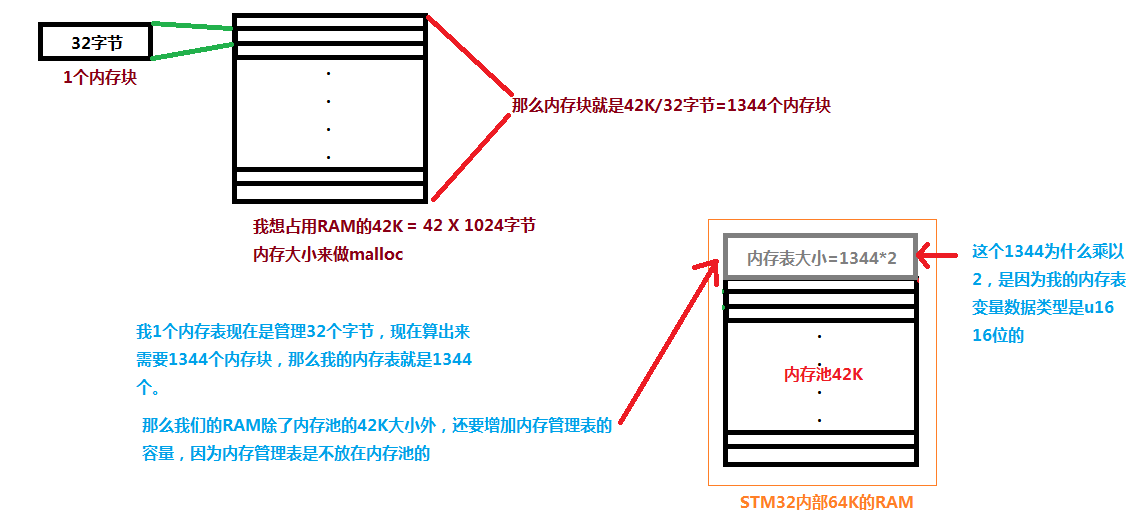 32字节
1个内存块
那么内存块就是42K/32字节=1344个内存块
我想占用RAM的42K = 42 X 1024字节
内存大小来做malloc
内存表大小=1344*2
这个1344为什么乘以
2，是因为我的内存表
变量数据类型是u16
16位的
我1个内存表现在是管理32个字节，现在算出来
需要1344个内存块，那么我的内存表就是1344
个。
内存池42K
那么我们的RAM除了内存池的42K大小外，还要增加内存管理表的
容量，因为内存管理表是不放在内存池的
STM32内部64K的RAM